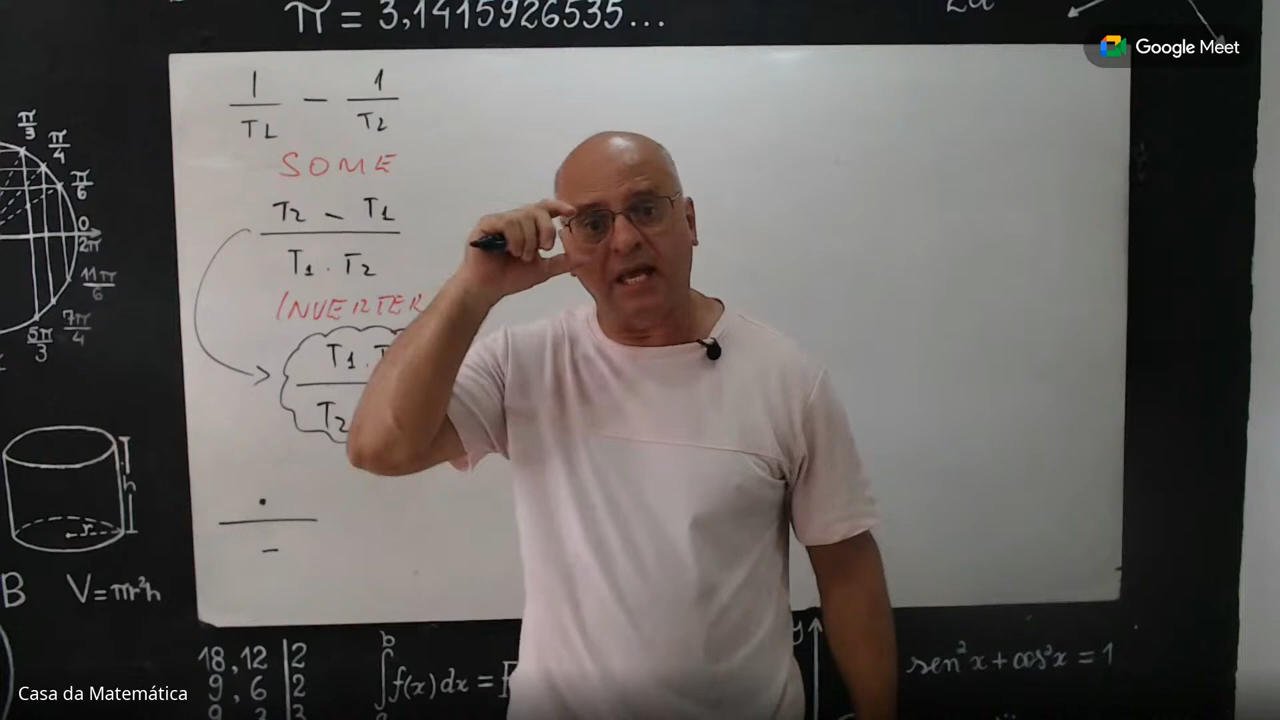 π = 3,1415926535...
2a
Google Meet
1/T1 - 1/T2
SOME
T2 - T1
T1 . T2
INVERTER
T1 .
T2
.
-
π/3
π/4
π/6
0
2π
11π/6
7π/4
5π/3
h
r
B V=πr²h
18, 12 | 2
9, 6 | 2
b
∫f(x)dx =
y
sen²x + cos²x = 1
Casa da Matemática